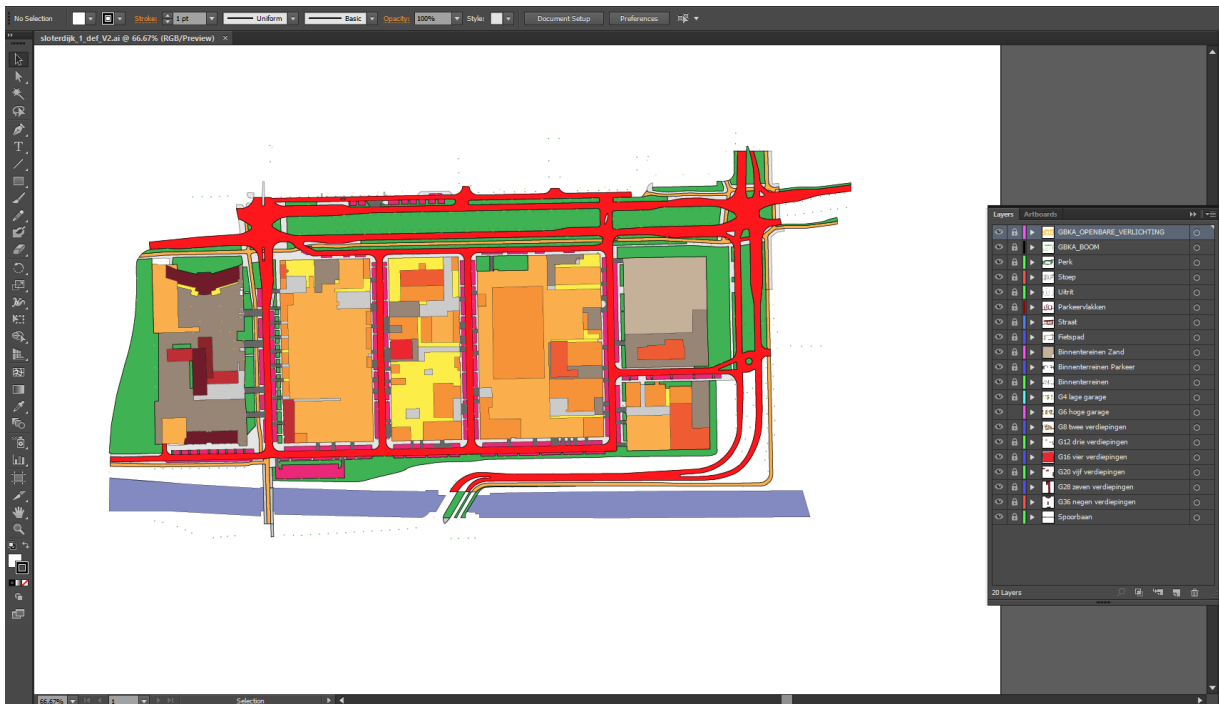 No Selection Stroke: 1 pt Uniform Basic Opacity: 100% Style: Document Setup Preferences
sloterdijk_1_def_V2.ai @ 66.67% (RGB/Preview) ×
Layers Artboards
GBKA_OPENBARE_VERLICHTING
GBKA_BOOM
Perk
Stoep
Uitrit
Parkeervlakken
Straat
Fietspad
Binnentereinen Zand
Binnenterreinen Parkeer
Binnenterreinen
G4 lage garage
G6 hoge garage
G8 twee verdiepingen
G12 drie verdiepingen
G16 vier verdiepingen
G20 vijf verdiepingen
G28 zeven verdiepingen
G36 negen verdiepingen
Spoorbaan
20 Layers
66.67% 1 Selection